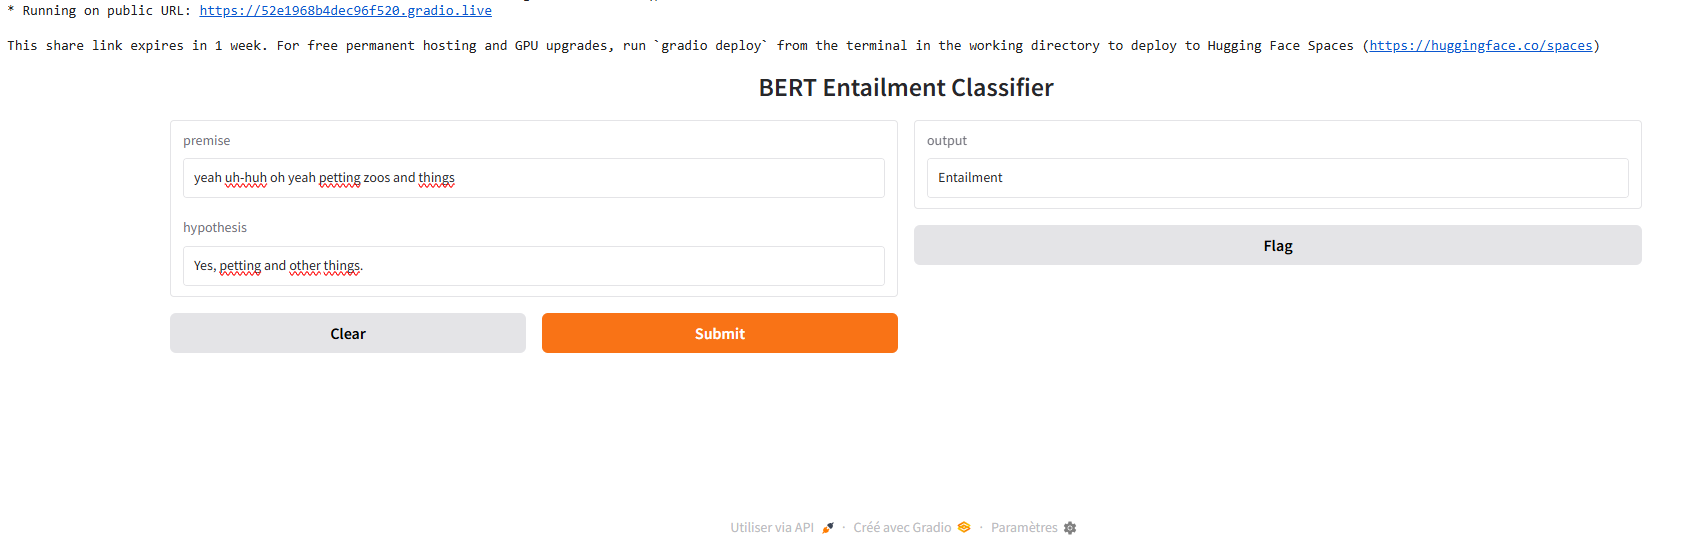 * Running on public URL: https://52e1968b4dec96f520.gradio.live
This share link expires in 1 week. For free permanent hosting and GPU upgrades, run `gradio deploy` from the terminal in the working directory to deploy to Hugging Face Spaces (https://huggingface.co/spaces)
BERT Entailment Classifier
premise
yeah uh-huh oh yeah petting zoos and things
hypothesis
Yes, petting and other things.
Clear
Submit
output
Entailment
Flag
Utiliser via API · Créé avec Gradio · Paramètres